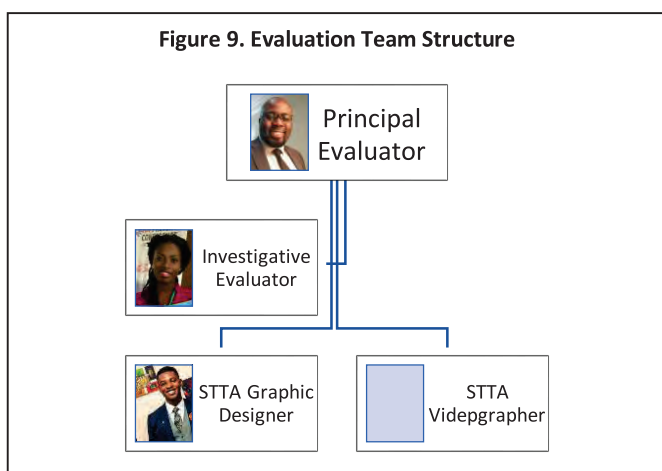 Figure 9. Evaluation Team Structure
Principal
Evaluator
Investigative
Evaluator
STTA Graphic
Designer
STTA
Videpgrapher